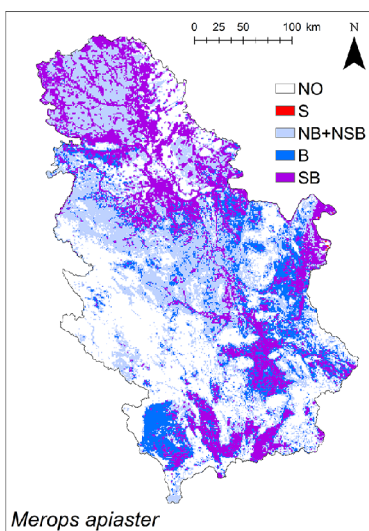 0 25 50 100 km N
NO
S
NB+NSB
B
SB
Merops apiaster